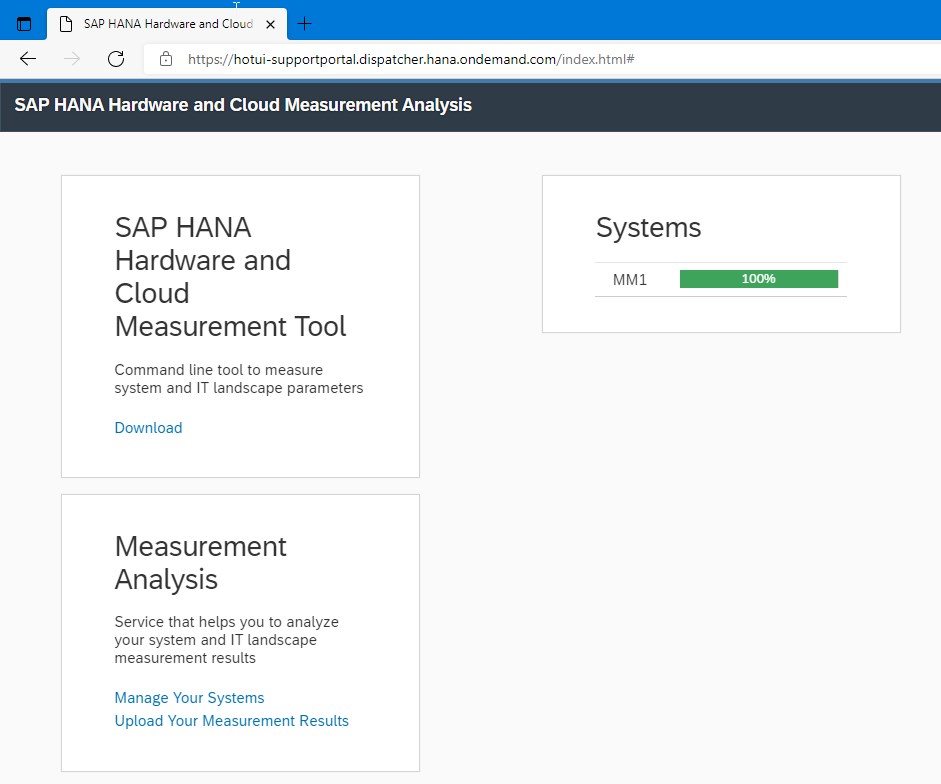 SAP HANA Hardware and Cloud
https://hotui-supportportal.dispatcher.hana.ondemand.com/index.html#
SAP HANA Hardware and Cloud Measurement Analysis
SAP HANA
Hardware and
Cloud
Measurement Tool
Command line tool to measure
system and IT landscape parameters
Download
Measurement
Analysis
Service that helps you to analyze
your system and IT landscape
measurement results
Manage Your Systems
Upload Your Measurement Results
Systems
MM1 100%